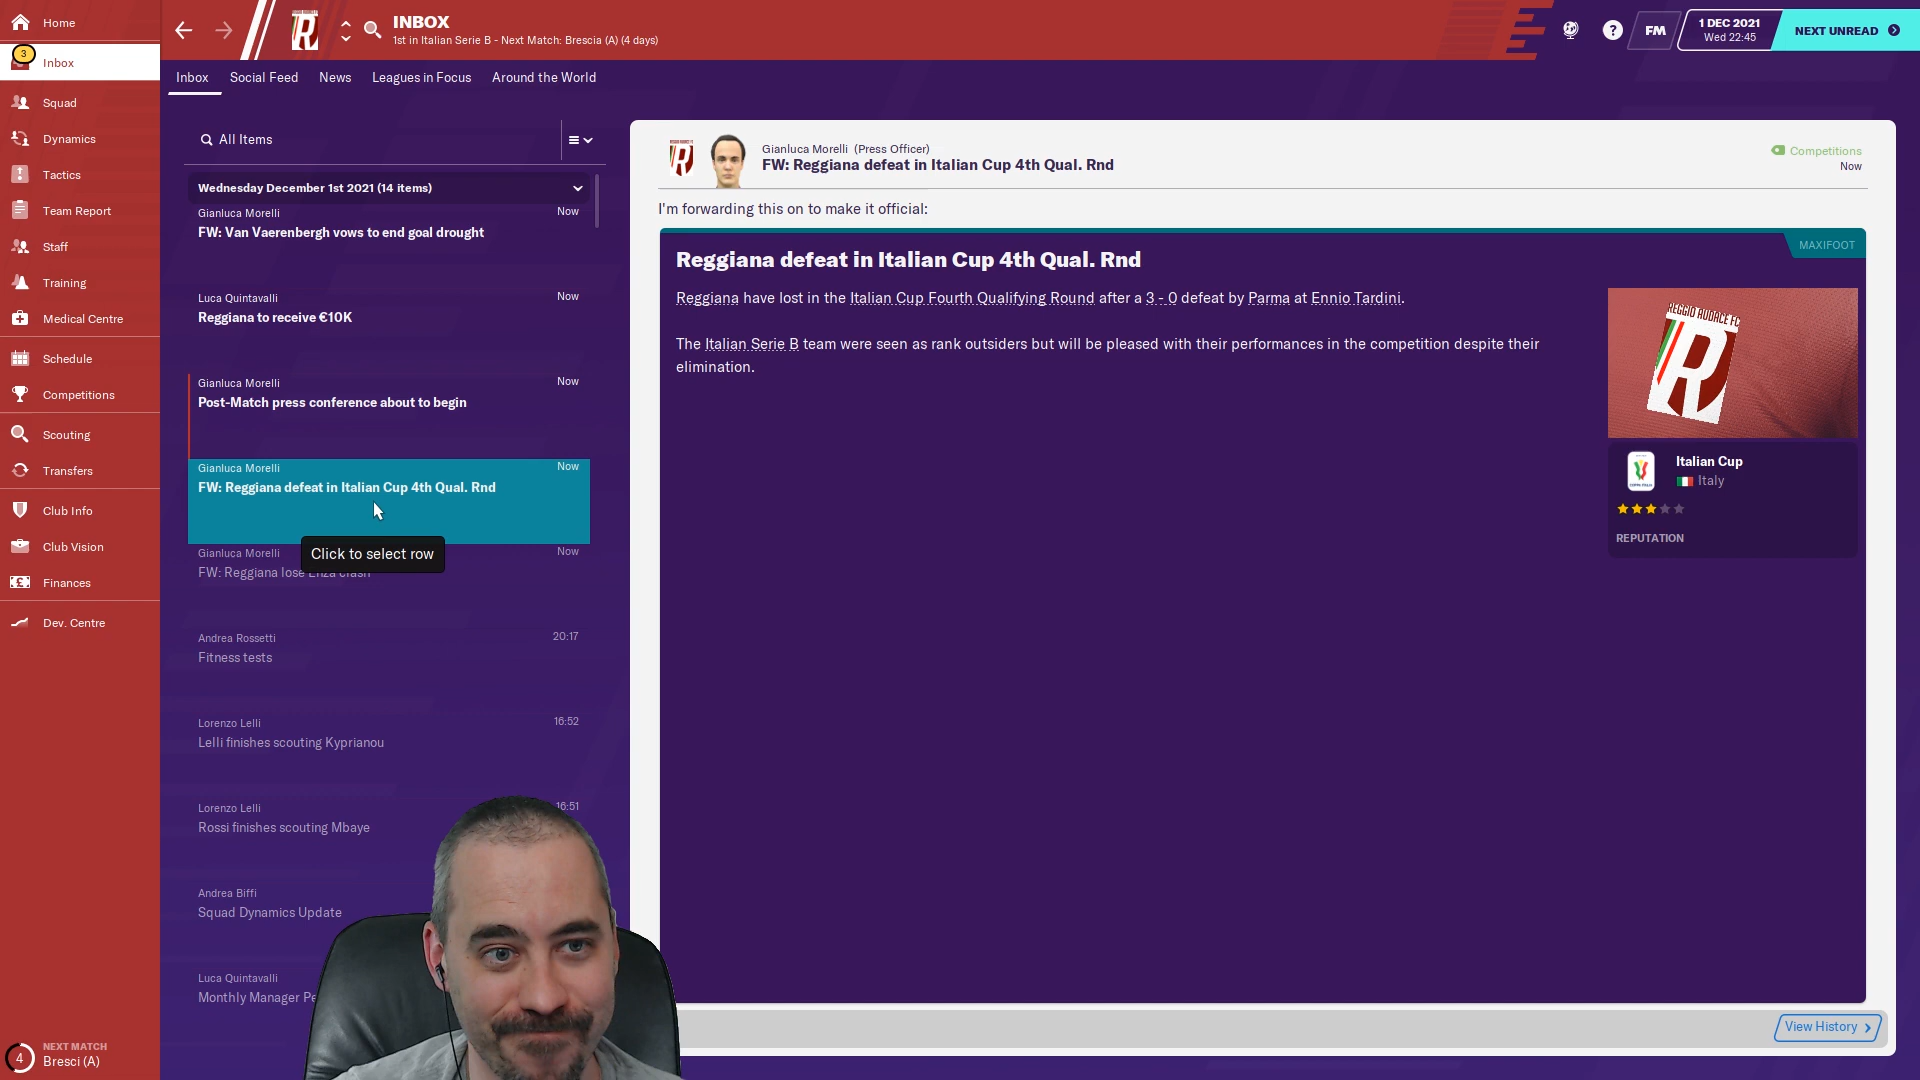 Home
3
Inbox
Squad
Dynamics
Tactics
Team Report
Staff
Training
Medical Centre
Schedule
Competitions
Scouting
Transfers
Club Info
Club Vision
Finances
Dev. Centre
4
NEXT MATCH
Bresci (A)
R
INBOX
1st in Italian Serie B - Next Match: Brescia (A) (4 days)
?
FM
1 DEC 2021
Wed 22:45
NEXT UNREAD
Inbox
Social Feed
News
Leagues in Focus
Around the World
All Items
Wednesday December 1st 2021 (14 items)
Gianluca Morelli
Now
FW: Van Vaerenbergh vows to end goal drought
Luca Quintavalli
Now
Reggiana to receive €10K
Gianluca Morelli
Now
Post-Match press conference about to begin
Gianluca Morelli
Now
FW: Reggiana defeat in Italian Cup 4th Qual. Rnd
Click to select row
Gianluca Morelli
Now
FW: Reggiana lose Enza clash
Andrea Rossetti
20:17
Fitness tests
Lorenzo Lelli
16:52
Lelli finishes scouting Kyprianou
Lorenzo Lelli
16:51
Rossi finishes scouting Mbaye
Andrea Biffi
Squad Dynamics Update
Luca Quintavalli
Monthly Manager
Gianluca Morelli (Press Officer)
FW: Reggiana defeat in Italian Cup 4th Qual. Rnd
Competitions
Now
I'm forwarding this on to make it official:
MAXIFOOT
Reggiana defeat in Italian Cup 4th Qual. Rnd
Reggiana have lost in the Italian Cup Fourth Qualifying Round after a 3 - 0 defeat by Parma at Ennio Tardini.
The Italian Serie B team were seen as rank outsiders but will be pleased with their performances in the competition despite their
elimination.
REGGIO AUDACE FC
R
Italian Cup
Italy
REPUTATION
View History